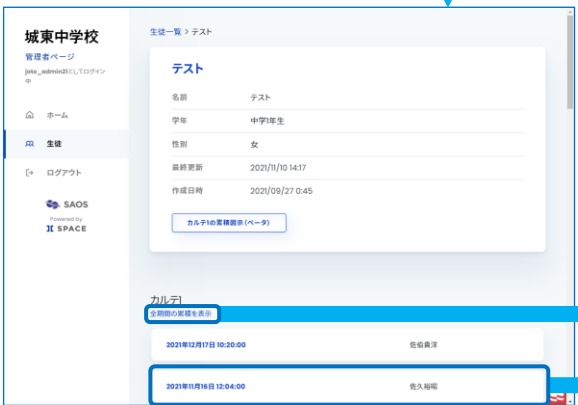 城東中学校
管理者ページ
joto_admin21としてログイン
中
ホーム
生徒
ログアウト
SAOS
Powered by
SPACE
生徒一覧 > テスト
テスト
名前 テスト
学年 中学1年生
性別 女
最終更新 2021/11/10 14:17
作成日時 2021/09/27 0:45
カルテ1の累積図示(ベータ)
カルテ1
全期間の累積を表示
2021年12月17日 10:20:00 佐伯貴洋
2021年11月16日 12:04:00